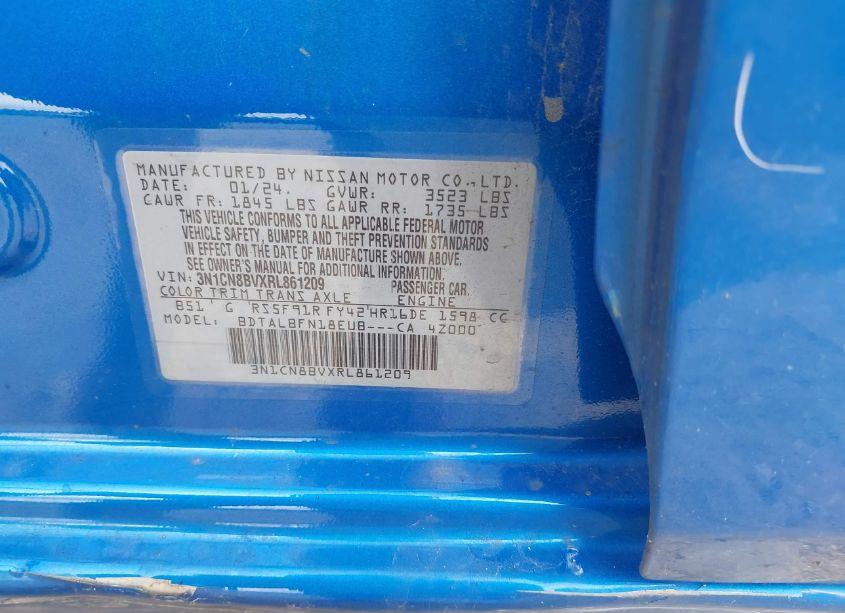 MANUFACTURED BY NISSAN MOTOR CO., LTD.
DATE: 01/24. GVWR: 3523 LBS
GAWR FR: 1845 LBS GAWR RR: 1735 LBS
THIS VEHICLE CONFORMS TO ALL APPLICABLE FEDERAL MOTOR
VEHICLE SAFETY, BUMPER AND THEFT PREVENTION STANDARDS
IN EFFECT ON THE DATE OF MANUFACTURE SHOWN ABOVE.
SEE OWNER'S MANUAL FOR ADDITIONAL INFORMATION.
VIN: 3N1CN8BVXRL861209 PASSENGER CAR.
COLOR TRIM TRANS AXLE ENGINE
B51 G RS5F91R FY42 HR16DE 1598 CC
MODEL: BDTALBFN18EUB---CA 4Z000
3N1CN8BVXRL861209